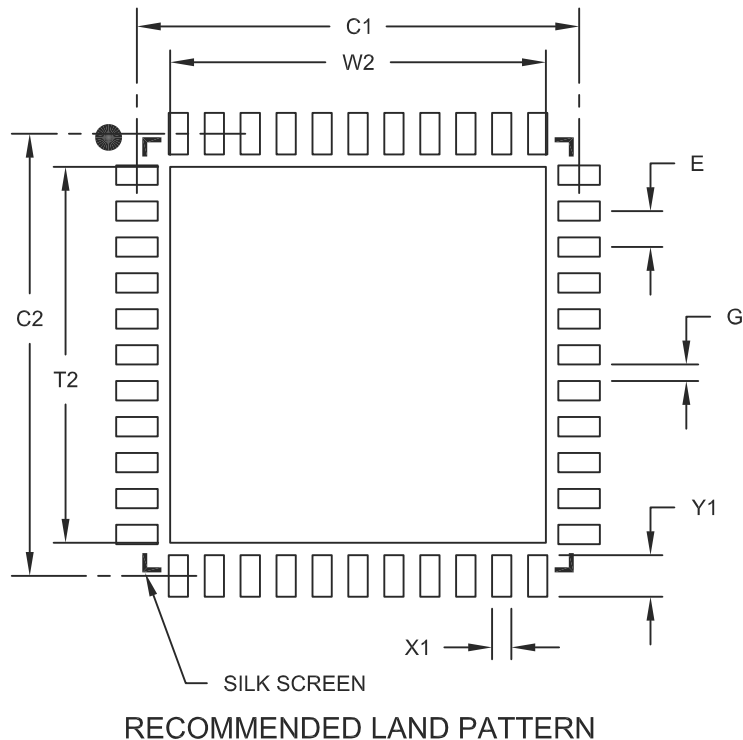 C1
W2
E
C2
G
T2
Y1
X1
SILK SCREEN
RECOMMENDED LAND PATTERN